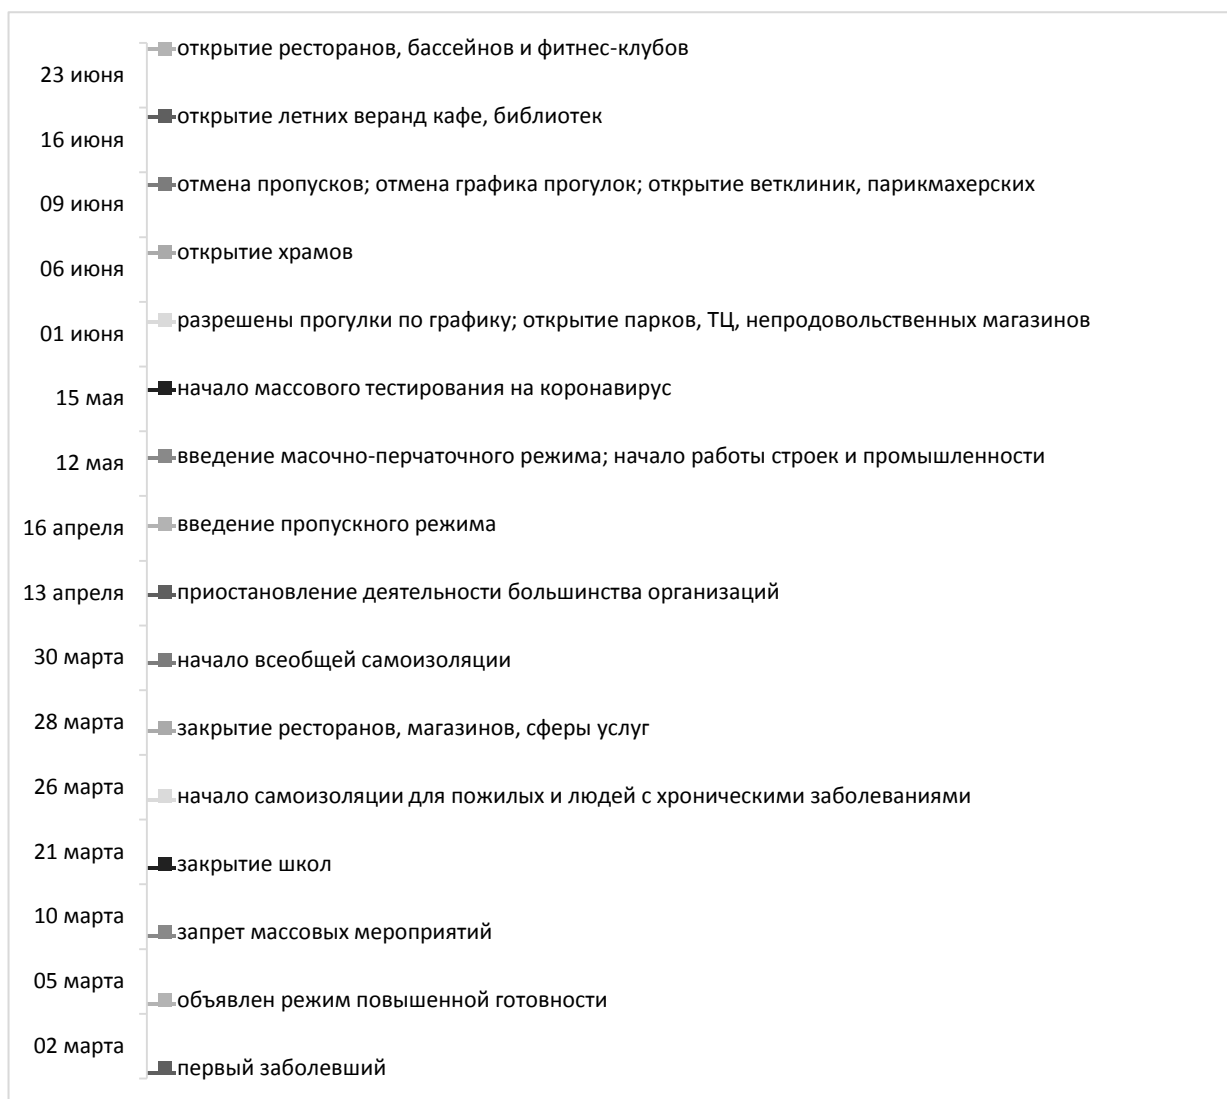 открытие ресторанов, бассейнов и фитнес-клубов
23 июня
открытие летних веранд кафе, библиотек
16 июня
отмена пропусков; отмена графика прогулок; открытие ветклиник, парикмахерских
09 июня
открытие храмов
06 июня
разрешены прогулки по графику; открытие парков, ТЦ, непродовольственных магазинов
01 июня
начало массового тестирования на коронавирус
15 мая
введение масочно-перчаточного режима; начало работы строек и промышленности
12 мая
введение пропускного режима
16 апреля
приостановление деятельности большинства организаций
13 апреля
начало всеобщей самоизоляции
30 марта
закрытие ресторанов, магазинов, сферы услуг
28 марта
начало самоизоляции для пожилых и людей с хроническими заболеваниями
26 марта
закрытие школ
21 марта
запрет массовых мероприятий
10 марта
объявлен режим повышенной готовности
05 марта
первый заболевший
02 марта